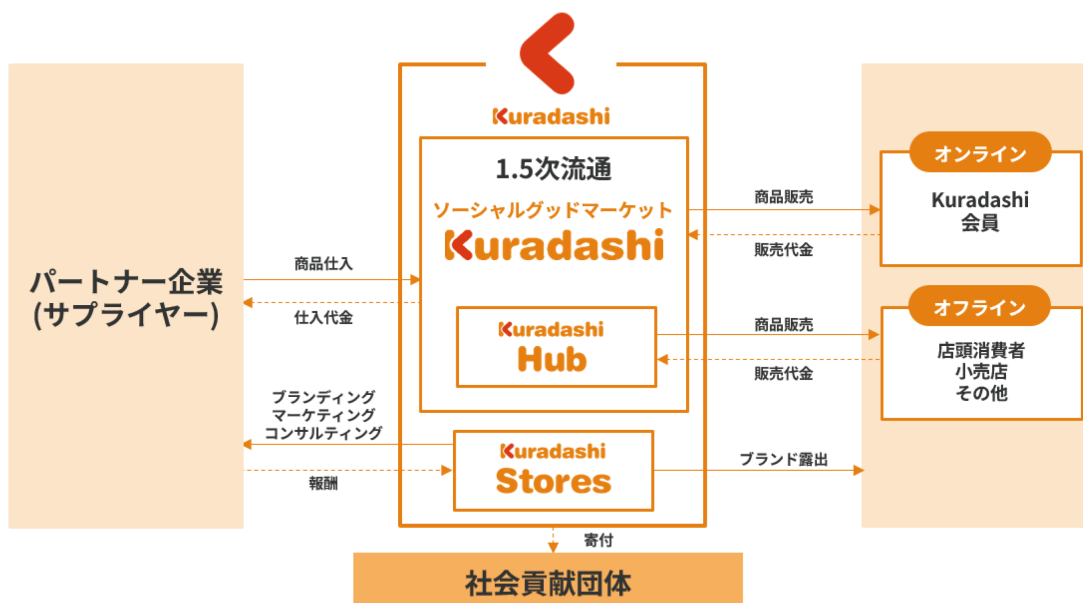 Kuradashi
1.5次流通
ソーシャルグッドマーケット
Kuradashi
Kuradashi
Hub
Kuradashi
Stores
パートナー企業
(サプライヤー)
商品仕入
仕入代金
ブランディング
マーケティング
コンサルティング
報酬
商品販売
販売代金
商品販売
販売代金
ブランド露出
オンライン
Kuradashi
会員
オフライン
店頭消費者
小売店
その他
寄付
社会貢献団体